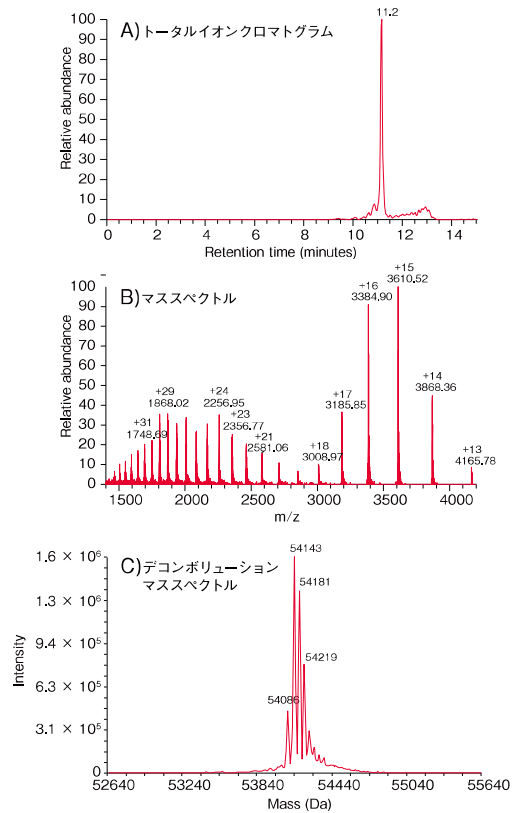 A) トータルイオンクロマトグラム
11.2
Relative abundance
100
90
80
70
60
50
40
30
20
10
0
0 2 4 6 8 10 12 14
Retention time (minutes)
B) マススペクトル
Relative abundance
100
90
80
70
60
50
40
30
20
10
0
+31
1748.69
+29
1868.02
+24
2256.95
+23
2356.77
+21
2581.06
+18
3008.97
+17
3185.85
+16
3384.90
+15
3610.52
+14
3868.36
+13
4165.78
1500 2000 2500 3000 3500 4000
m/z
C) デコンボリューション
マススペクトル
Intensity
1.6 × 10⁶
1.3 × 10⁶
9.4 × 10⁵
6.3 × 10⁵
3.1 × 10⁵
0
54143
54181
54219
54086
52640 53240 53840 54440 55040 55640
Mass (Da)